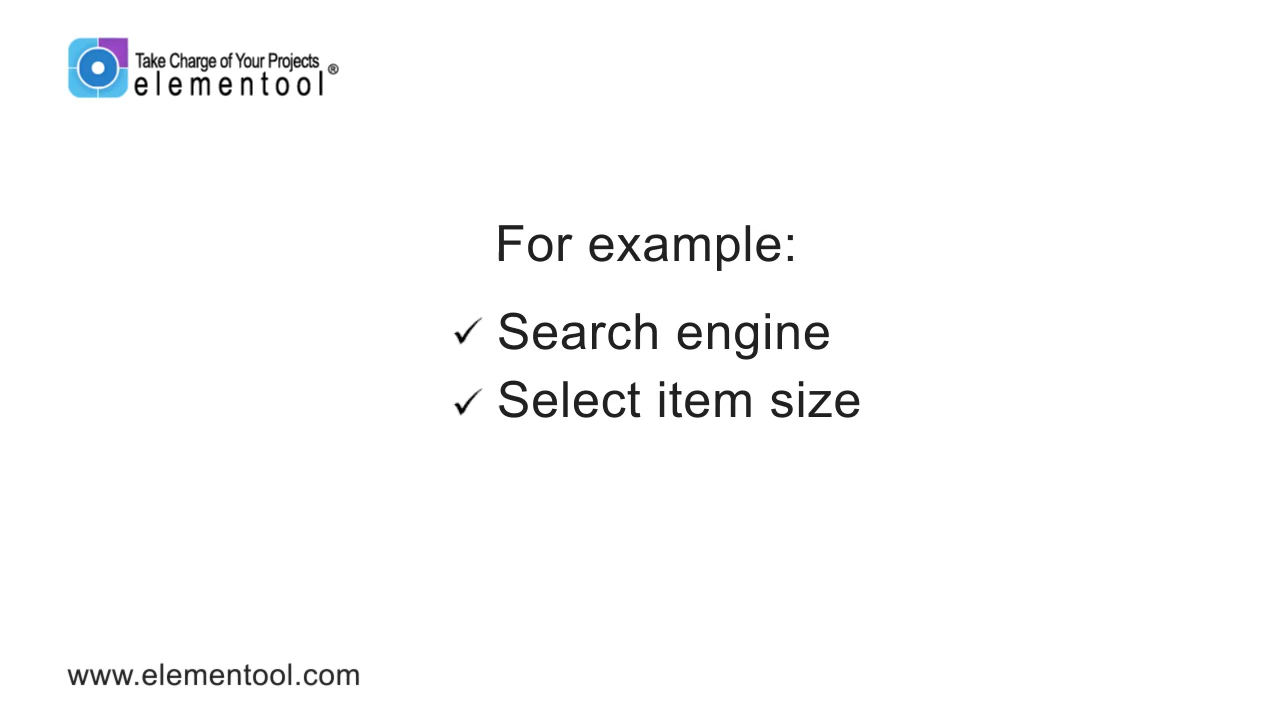 Take Charge of Your Projects
elementool®
For example:
✓ Search engine
✓ Select item size
www.elementool.com